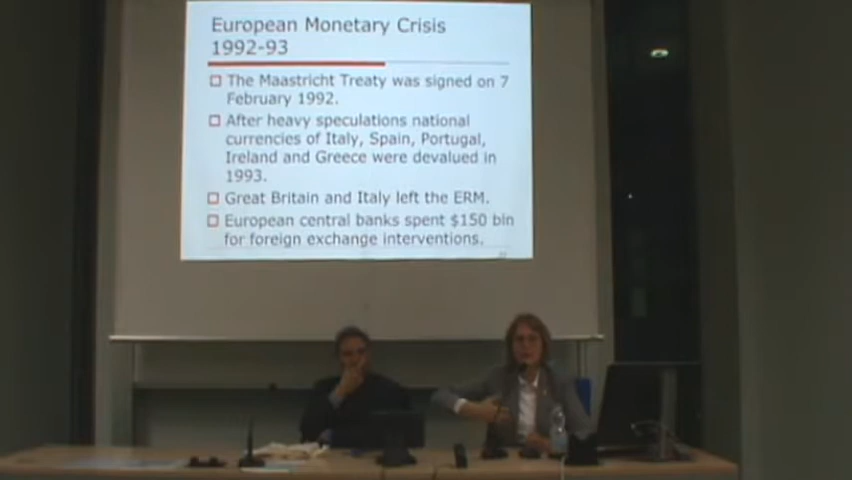 European Monetary Crisis
1992-93
The Maastricht Treaty was signed on 7
February 1992.
After heavy speculations national
currencies of Italy, Spain, Portugal,
Ireland and Greece were devalued in
1993.
Great Britain and Italy left the ERM.
European central banks spent $150 bln
for foreign exchange interventions.